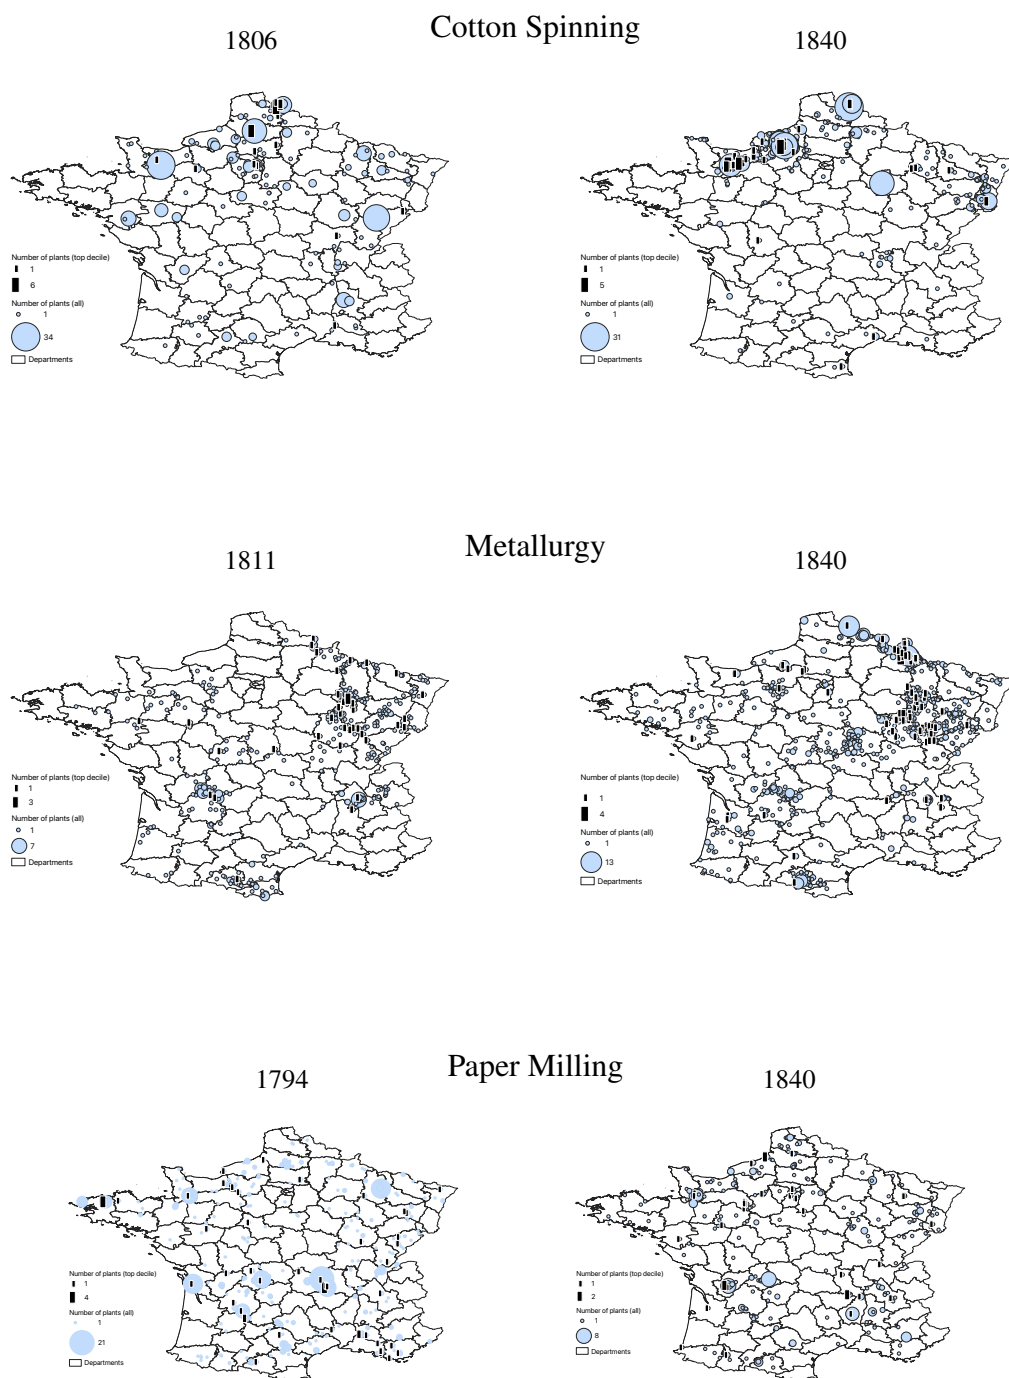 Cotton Spinning
1806
1840
Number of plants (top decile)
1
6
Number of plants (all)
1
34
Departments
Number of plants (top decile)
1
5
Number of plants (all)
1
31
Departments
Metallurgy
1811
1840
Number of plants (top decile)
1
3
Number of plants (all)
1
7
Departments
Number of plants (top decile)
1
4
Number of plants (all)
1
13
Departments
Paper Milling
1794
1840
Number of plants (top decile)
1
4
Number of plants (all)
1
21
Departments
Number of plants (top decile)
1
2
Number of plants (all)
1
8
Departments